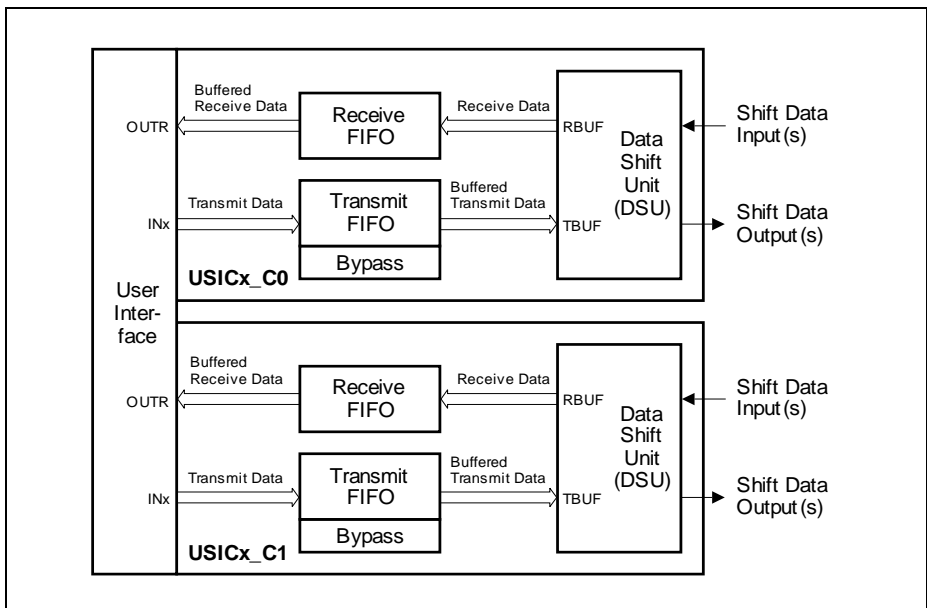 User
Inter-
face
Buffered
Receive Data
OUTR
Receive
FIFO
Receive Data
RBUF
Data
Shift
Unit
(DSU)
Shift Data
Input(s)
INx
Transmit Data
Transmit
FIFO
Bypass
Buffered
Transmit Data
TBUF
Shift Data
Output(s)
USICx_C0
Buffered
Receive Data
OUTR
Receive
FIFO
Receive Data
RBUF
Data
Shift
Unit
(DSU)
Shift Data
Input(s)
INx
Transmit Data
Transmit
FIFO
Bypass
Buffered
Transmit Data
TBUF
Shift Data
Output(s)
USICx_C1